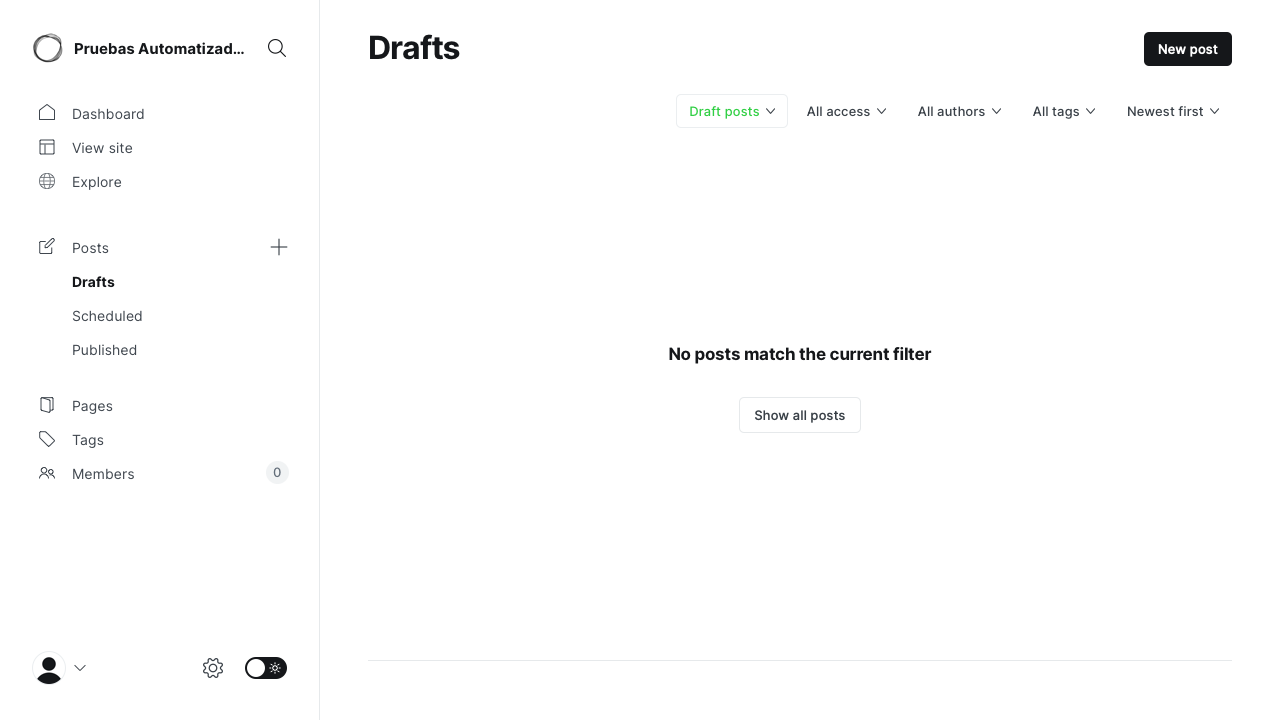 Pruebas Automatizad...
Dashboard
View site
Explore
Posts
Drafts
Scheduled
Published
Pages
Tags
Members
0
Drafts
New post
Draft posts
All access
All authors
All tags
Newest first
No posts match the current filter
Show all posts